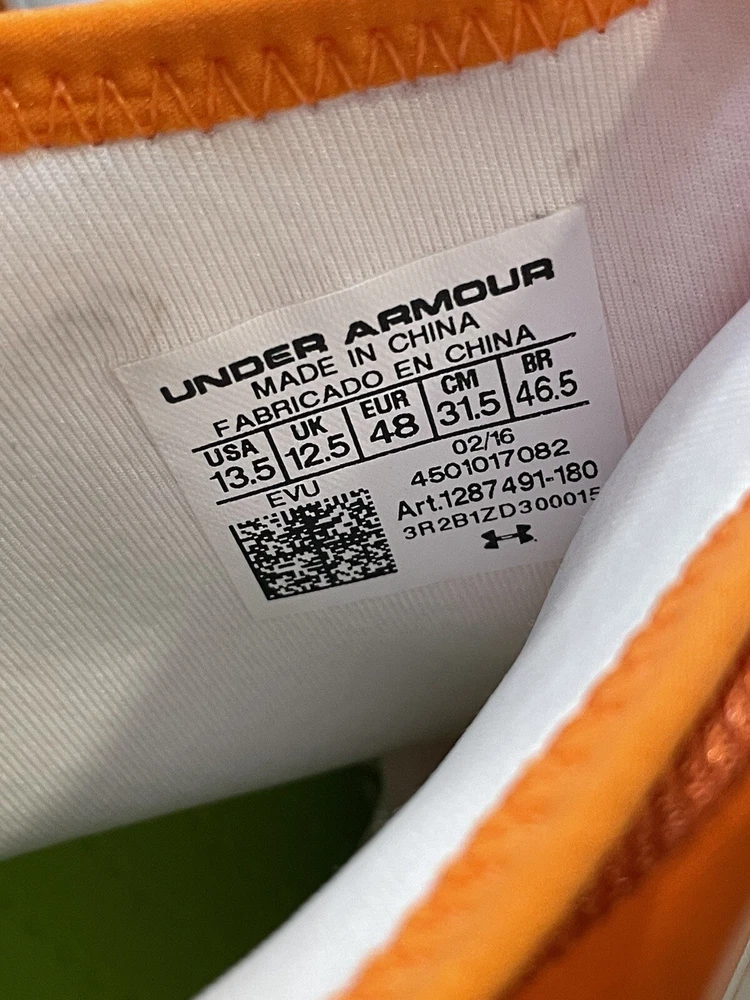 UNDER ARMOUR
MADE IN CHINA
FABRICADO EN CHINA
USA UK EUR CM BR
13.5 12.5 48 31.5 46.5
EVU 02/16
4501017082
Art.1287491-180
3R2B1ZD300015